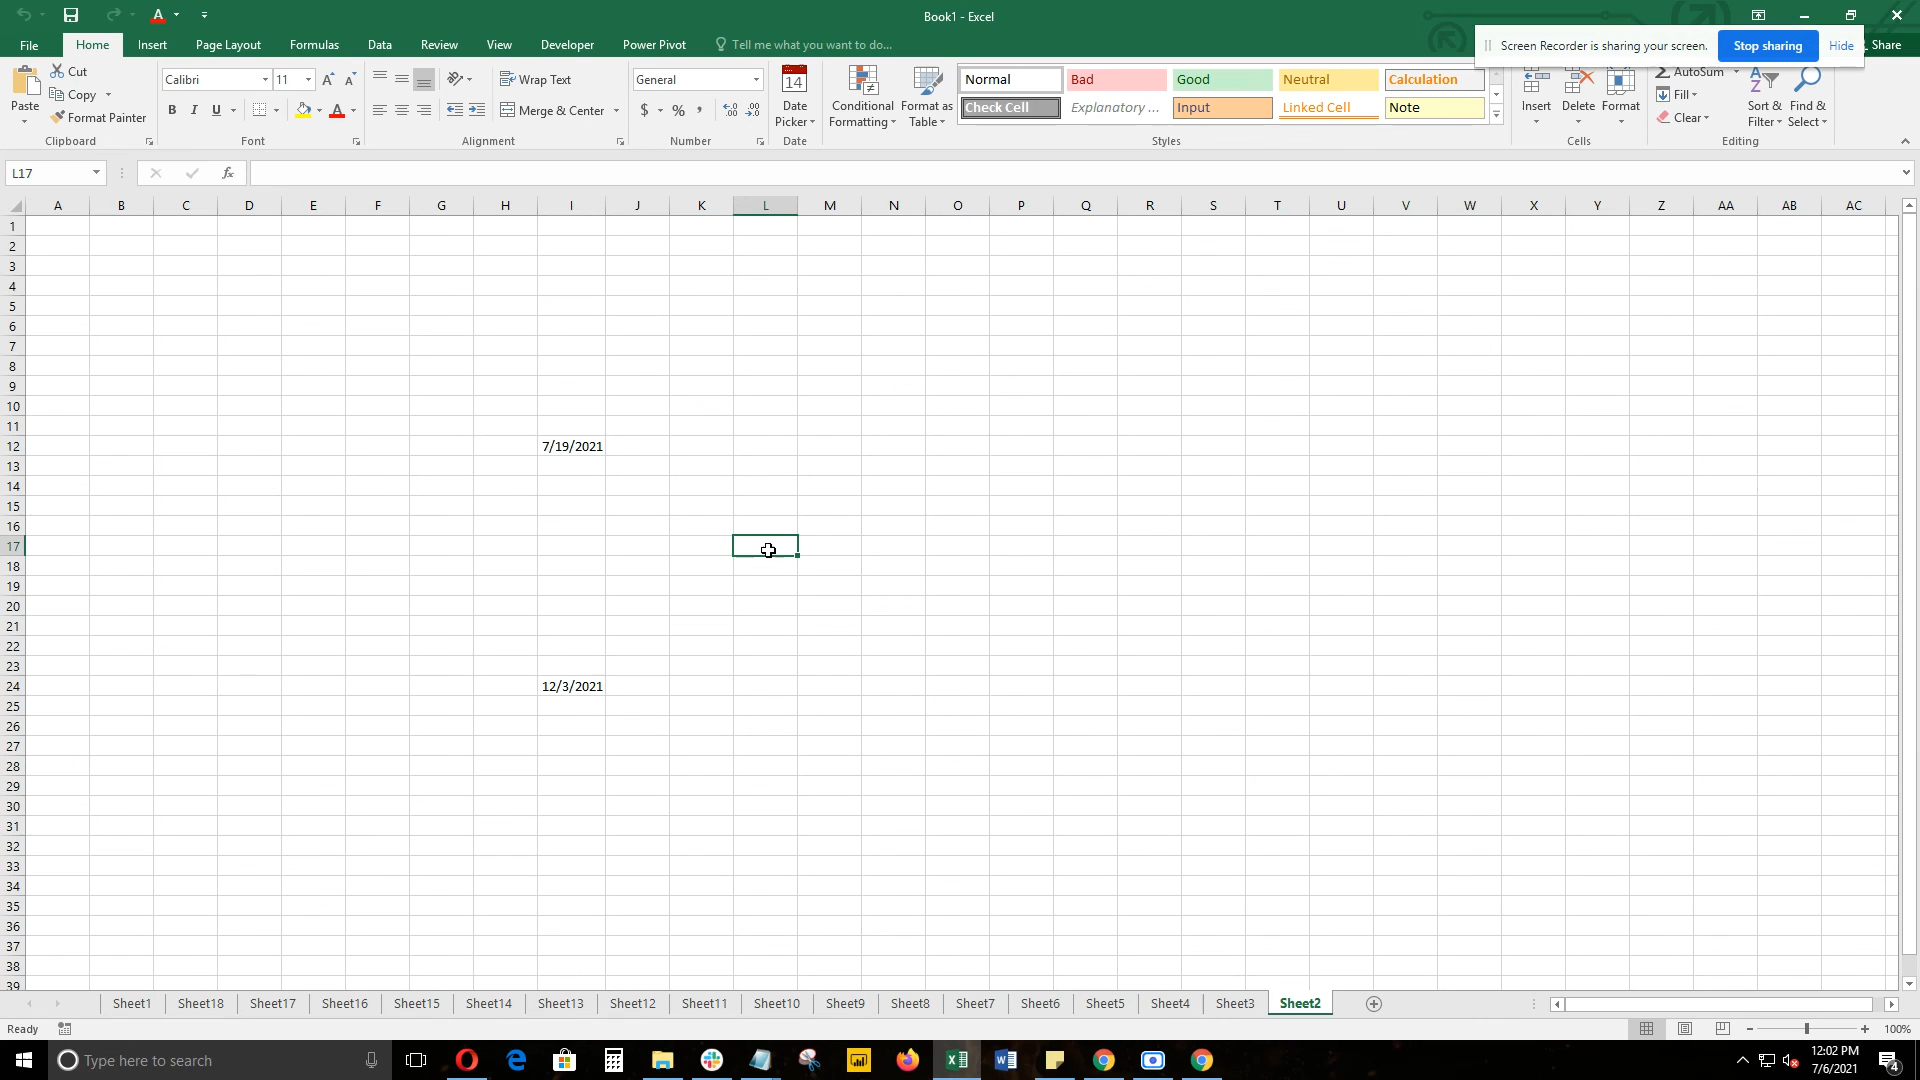 Book1 - Excel
File Home Insert Page Layout Formulas Data Review View Developer Power Pivot Tell me what you want to do... Share
Screen Recorder is sharing your screen. Stop sharing Hide
Paste
Cut
Copy
Format Painter
Clipboard
Calibri 11
B I U
Font
Wrap Text
Merge & Center
Alignment
General
$ % ,
Number
14
Date
Picker
Date
Conditional
Formatting
Format as
Table
Normal Bad Good Neutral Calculation
Check Cell Explanatory ... Input Linked Cell Note
Styles
Insert Delete Format
Cells
AutoSum
Fill
Clear
Sort &
Filter
Find &
Select
Editing
L17
fx
A B C D E F G H I J K L M N O P Q R S T U V W X Y Z AA AB AC
1
2
3
4
5
6
7
8
9
10
11
12 7/19/2021
13
14
15
16
17
18
19
20
21
22
23
24 12/3/2021
25
26
27
28
29
30
31
32
33
34
35
36
37
38
39
Sheet1 Sheet18 Sheet17 Sheet16 Sheet15 Sheet14 Sheet13 Sheet12 Sheet11 Sheet10 Sheet9 Sheet8 Sheet7 Sheet6 Sheet5 Sheet4 Sheet3 Sheet2
Ready 100%
Type here to search
12:02 PM
7/6/2021
4